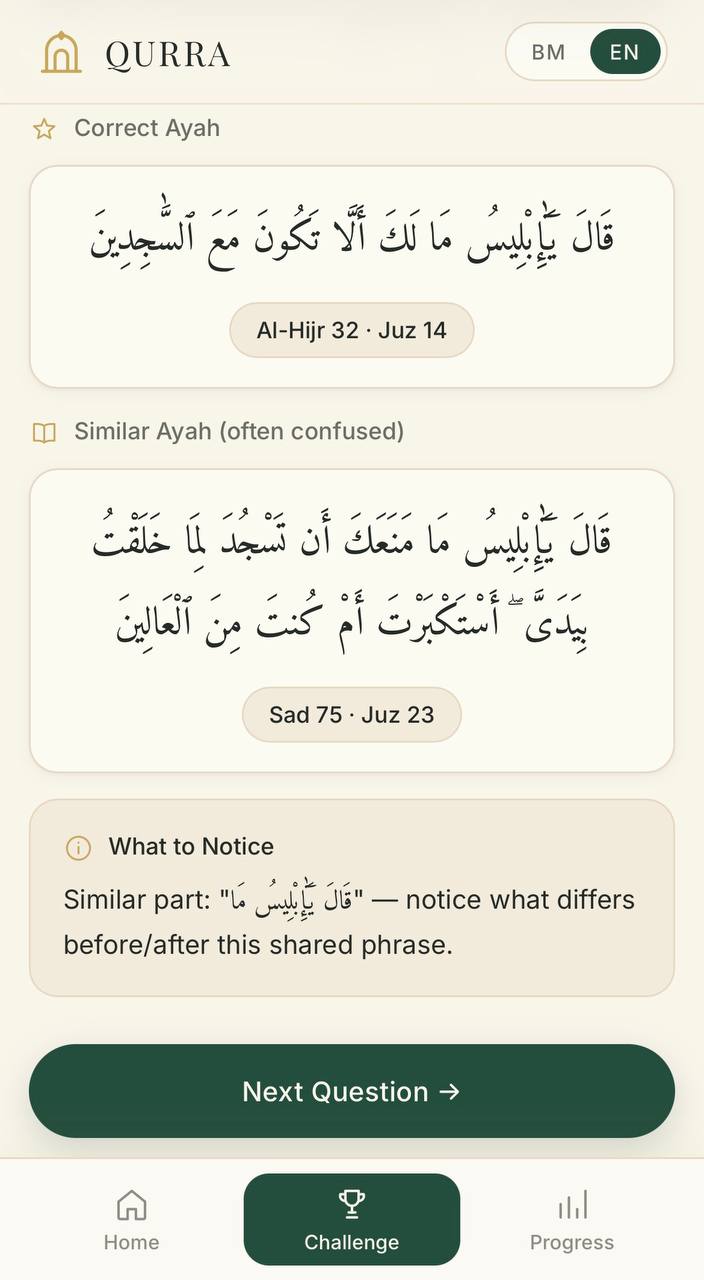 QURRA
BM EN
Correct Ayah
قَالَ يَٰٓإِبْلِيسُ مَا لَكَ أَلَّا تَكُونَ مَعَ ٱلسَّٰجِدِينَ
Al-Hijr 32 · Juz 14
Similar Ayah (often confused)
قَالَ يَٰٓإِبْلِيسُ مَا مَنَعَكَ أَن تَسْجُدَ لِمَا خَلَقْتُ
بِيَدَىَّ ۖ أَسْتَكْبَرْتَ أَمْ كُنتَ مِنَ ٱلْعَالِينَ
Sad 75 · Juz 23
What to Notice
Similar part: "قَالَ يَٰٓإِبْلِيسُ مَا" — notice what differs
before/after this shared phrase.
Next Question →
Home Challenge Progress